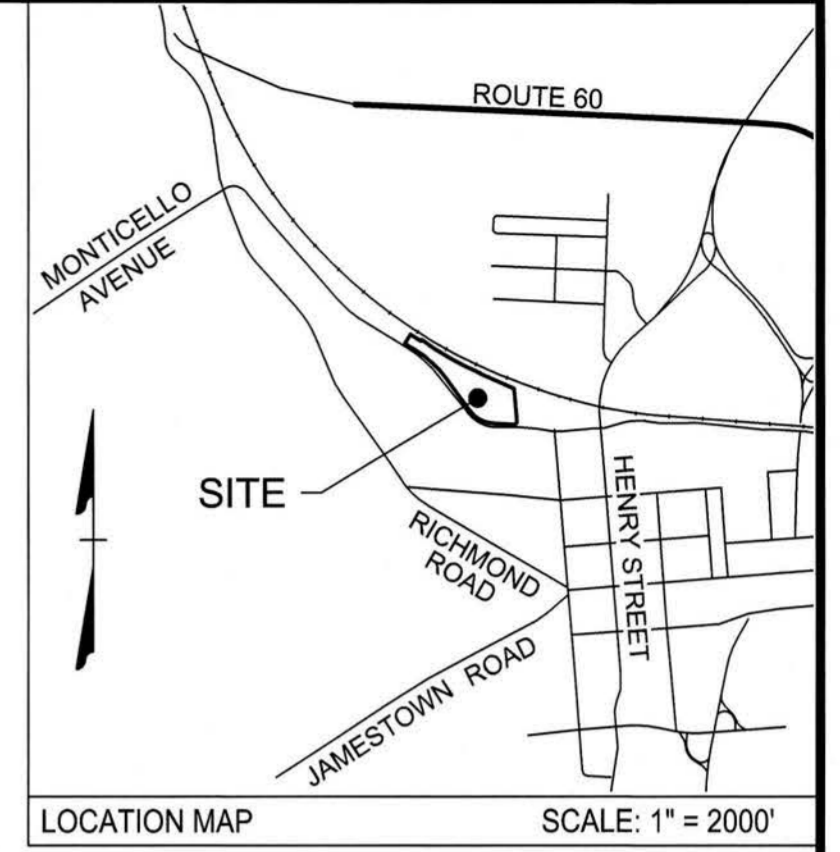 ROUTE 60
MONTICELLO
AVENUE
SITE
HENRY STREET
RICHMOND
ROAD
JAMESTOWN ROAD
LOCATION MAP
SCALE: 1" = 2000'